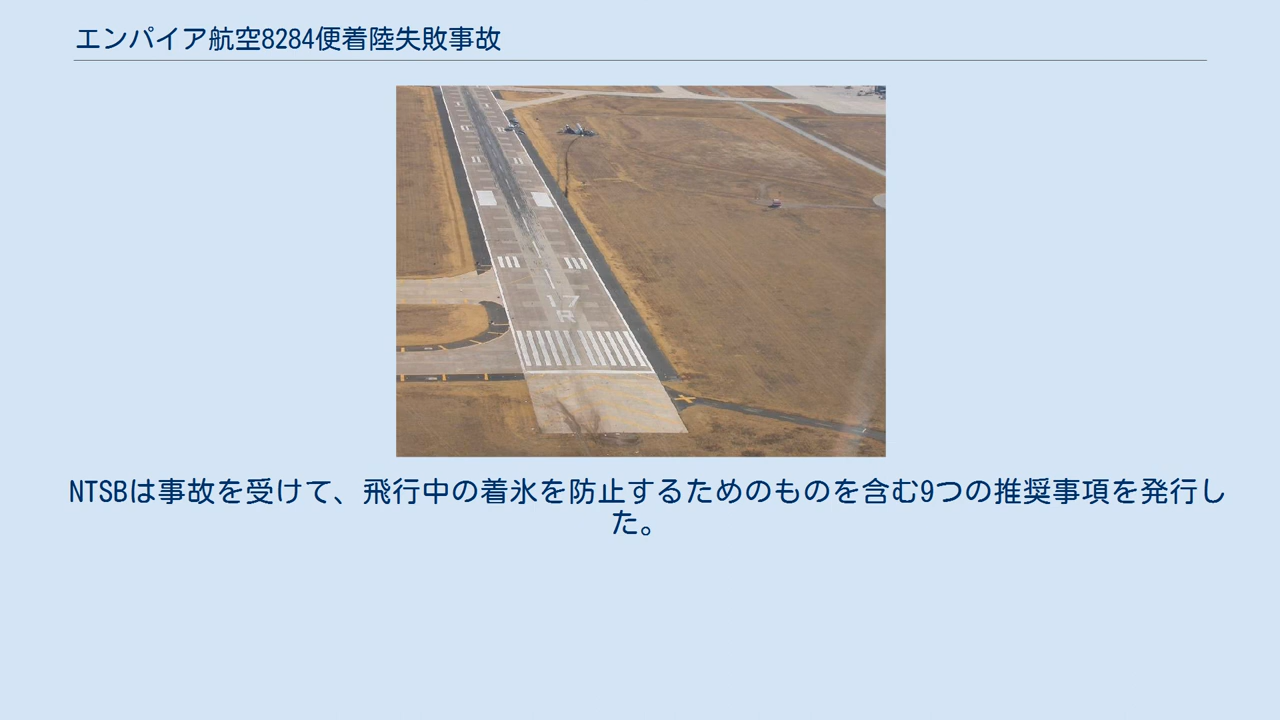 エンパイア航空8284便着陸失敗事故
17
R
NTSBは事故を受けて、飛行中の着氷を防止するためのものを含む9つの推奨事項を発行し
た。